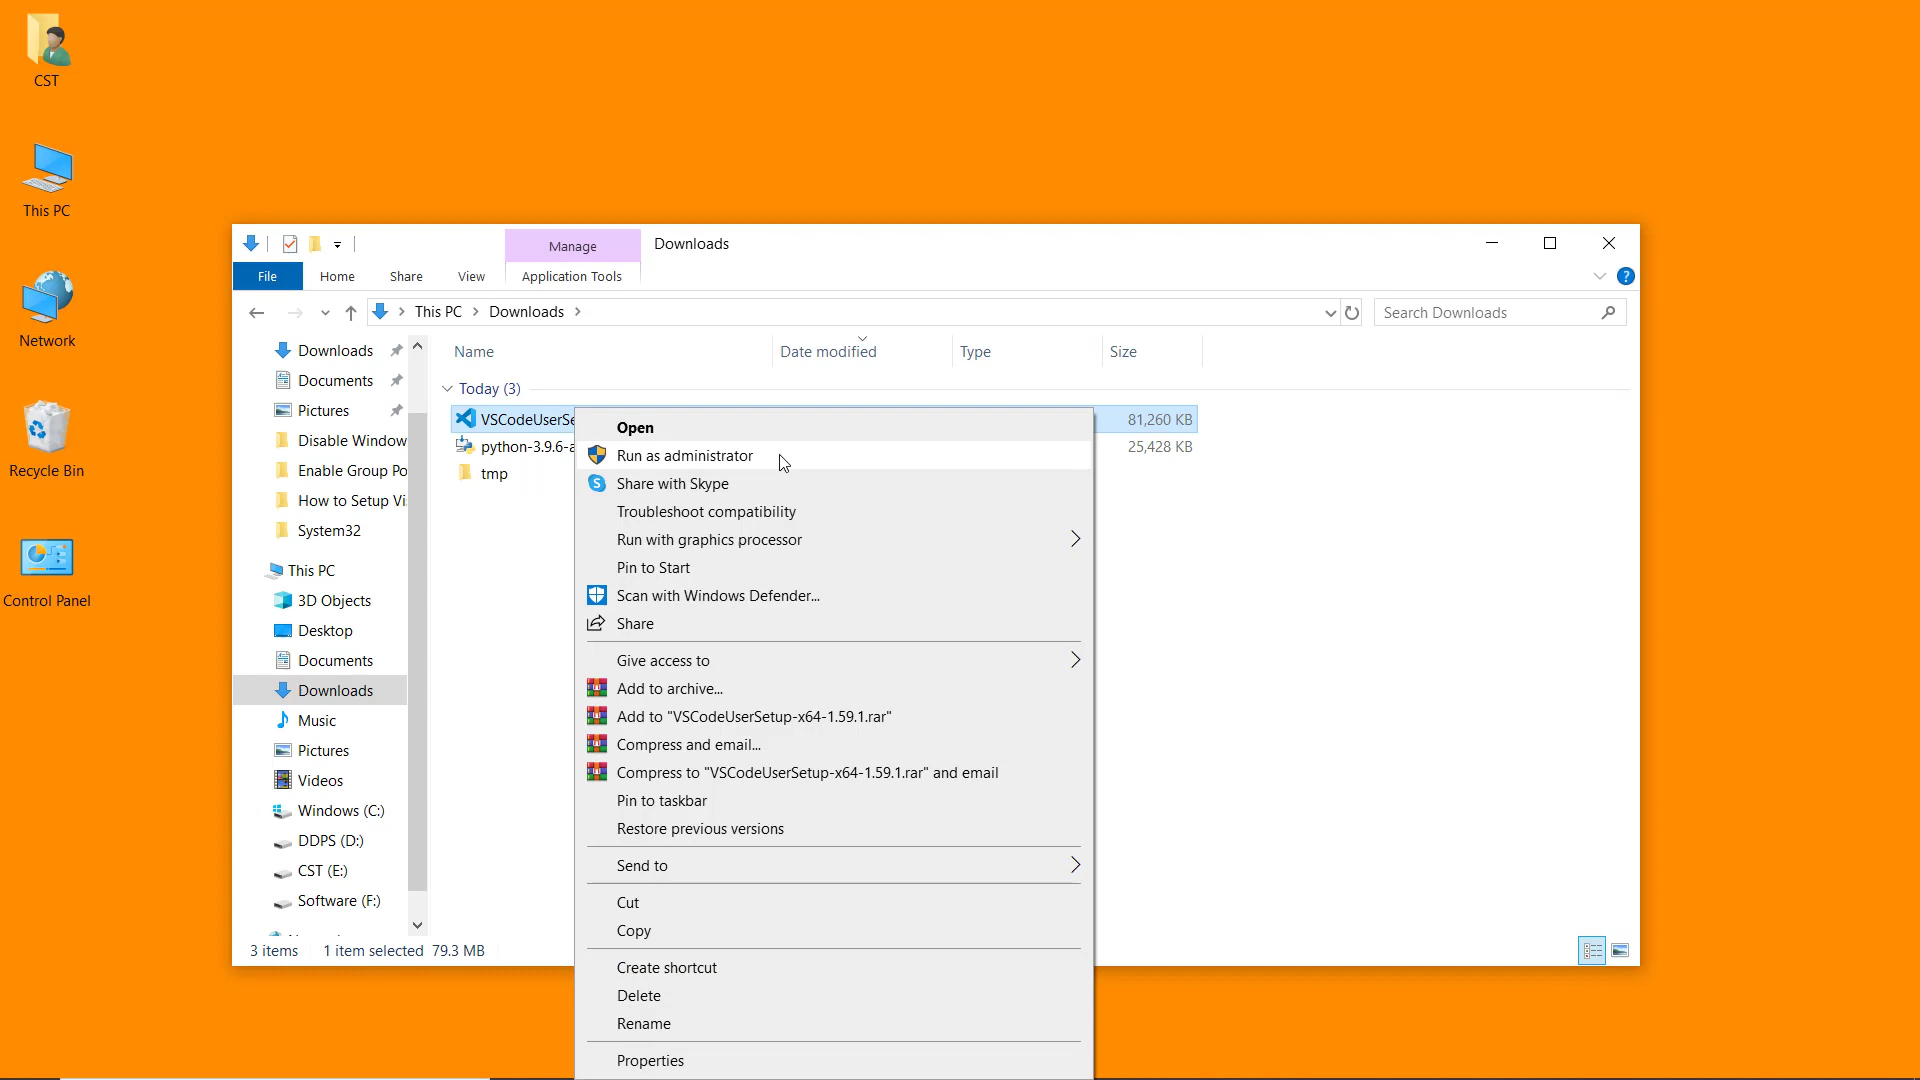 CST
This PC
Network
Recycle Bin
Control Panel
Manage
Downloads
File
Home
Share
View
Application Tools
?
This PC
Downloads
Search Downloads
Downloads
Documents
Pictures
Disable Window
Enable Group Po
How to Setup Vi
System32
This PC
3D Objects
Desktop
Documents
Downloads
Music
Pictures
Videos
Windows (C:)
DDPS (D:)
CST (E:)
Software (F:)
Name
Date modified
Type
Size
Today (3)
VSCodeUserSe
81,260 KB
python-3.9.6-a
25,428 KB
tmp
Open
Run as administrator
Share with Skype
Troubleshoot compatibility
Run with graphics processor
Pin to Start
Scan with Windows Defender...
Share
Give access to
Add to archive...
Add to "VSCodeUserSetup-x64-1.59.1.rar"
Compress and email...
Compress to "VSCodeUserSetup-x64-1.59.1.rar" and email
Pin to taskbar
Restore previous versions
Send to
Cut
Copy
Create shortcut
Delete
Rename
Properties
3 items
1 item selected 79.3 MB